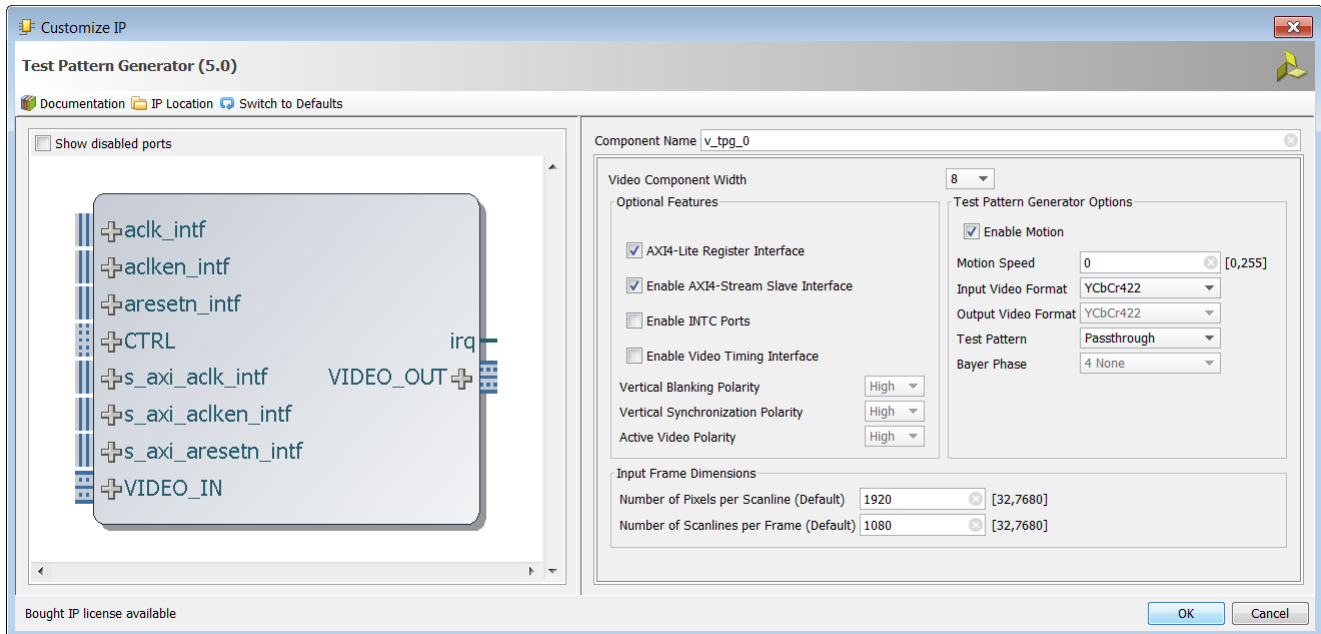 Customize IP
Test Pattern Generator (5.0)
Documentation IP Location Switch to Defaults
Show disabled ports
aclk_intf
aclken_intf
aresetn_intf
CTRL irq
s_axi_aclk_intf VIDEO_OUT
s_axi_aclken_intf
s_axi_aresetn_intf
VIDEO_IN
Component Name v_tpg_0
Video Component Width 8
Optional Features
AXI4-Lite Register Interface
Enable AXI4-Stream Slave Interface
Enable INTC Ports
Enable Video Timing Interface
Vertical Blanking Polarity High
Vertical Synchronization Polarity High
Active Video Polarity High
Test Pattern Generator Options
Enable Motion
Motion Speed 0 [0,255]
Input Video Format YCbCr422
Output Video Format YCbCr422
Test Pattern Passthrough
Bayer Phase 4 None
Input Frame Dimensions
Number of Pixels per Scanline (Default) 1920 [32,7680]
Number of Scanlines per Frame (Default) 1080 [32,7680]
Bought IP license available
OK Cancel